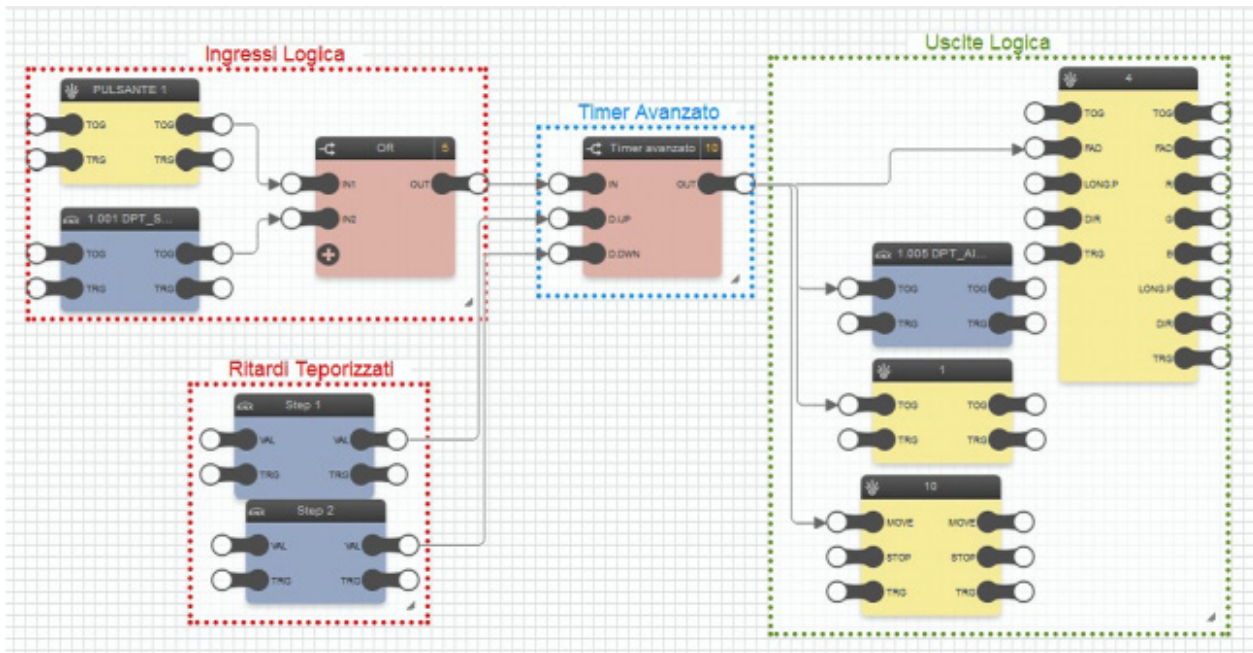 Ingressi Logica
PULSANTE 1
TOG TOG
TRG TRG
1.001 DPT_S...
TOG TOG
TRG TRG
OR 5
IN1 OUT
IN2
Timer Avanzato
Timer avanzato 10
IN OUT
D.UP
D.DWN
Ritardi Teporizzati
Step 1
VAL VAL
TRG TRG
Step 2
VAL VAL
TRG TRG
Uscite Logica
4
TOG TOG
FAD FAD
LONG.P R
DIR G
TRG B
LONG.P
DIR
TRG
1.005 DPT_Al...
TOG TOG
TRG TRG
1
TOG TOG
TRG TRG
10
MOVE MOVE
STOP STOP
TRG TRG